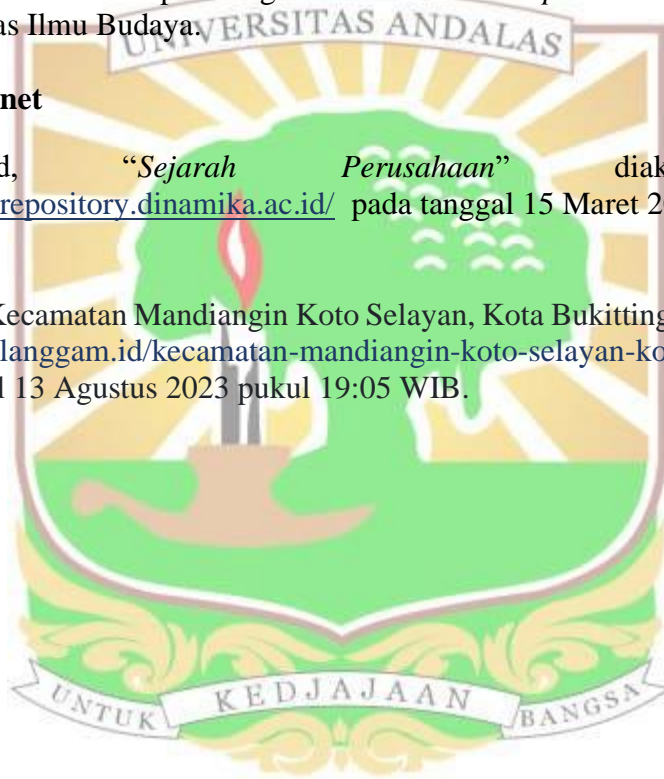 as Ilmu Budaya.
UNIVERSITAS ANDALAS
net
d, “Sejarah Perusahaan” diak
repository.dinamika.ac.id/ pada tanggal 15 Maret 2
Kecamatan Mandiangin Koto Selayan, Kota Bukitting
langgam.id/kecamatan-mandiangin-koto-selayan-ko
l 13 Agustus 2023 pukul 19:05 WIB.
UNTUK KEDJAJAAN BANGSA